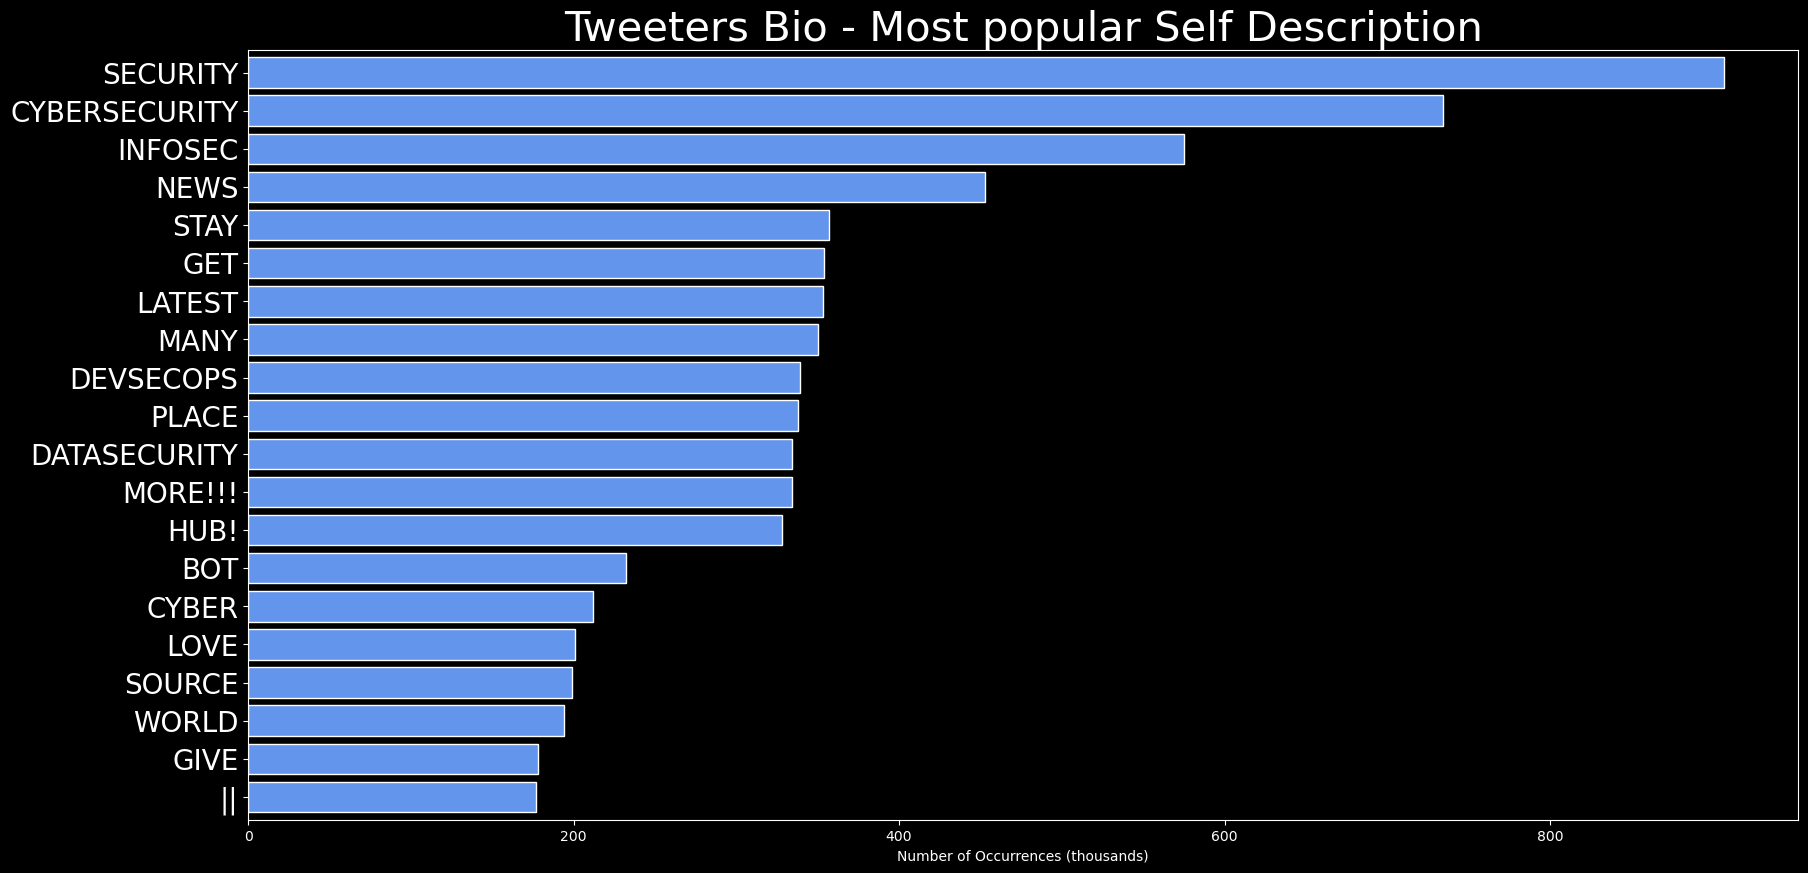 Tweeters Bio - Most popular Self Description
SECURITY
CYBERSECURITY
INFOSEC
NEWS
STAY
GET
LATEST
MANY
DEVSECOPS
PLACE
DATASECURITY
MORE!!!
HUB!
BOT
CYBER
LOVE
SOURCE
WORLD
GIVE
||
0 200 400 600 800
Number of Occurrences (thousands)